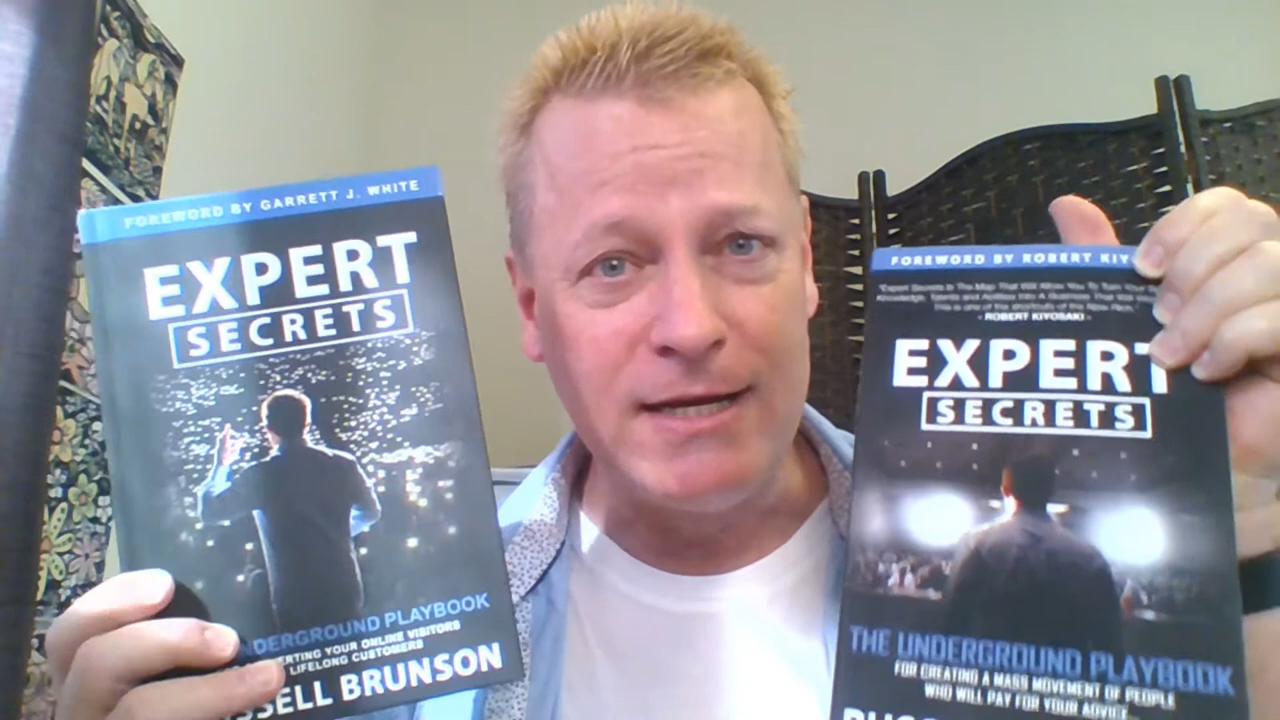 FOREWORD BY GARRETT J. WHITE
EXPERT
SECRETS
UNDERGROUND PLAYBOOK
ERTING YOUR ONLINE VISITORS
LIFELONG CUSTOMERS
SSELL BRUNSON
FOREWORD BY ROBERT KIY
"Expert Secrets Is The Map That Will Allow You To Turn Your
Knowledge, Talents and Abilities Into A Business That Will
This is one of the shortcuts of the New Rich."
- ROBERT KIYOSAKI -
EXPERT
SECRETS
THE UNDERGROUND PLAYBOOK
FOR CREATING A MASS MOVEMENT OF PEOPLE
WHO WILL PAY FOR YOUR ADVICE